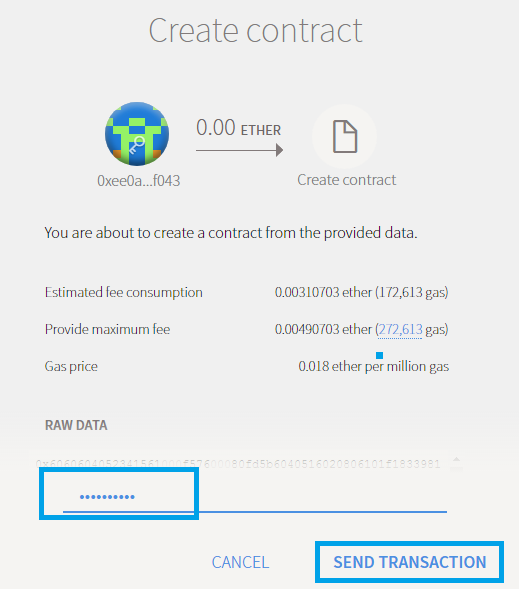 Create contract
0.00 ETHER
0xee0a...f043
Create contract
You are about to create a contract from the provided data.
Estimated fee consumption 0.00310703 ether (172,613 gas)
Provide maximum fee 0.00490703 ether (272,613 gas)
Gas price 0.018 ether per million gas
RAW DATA
••••••••••
CANCEL SEND TRANSACTION